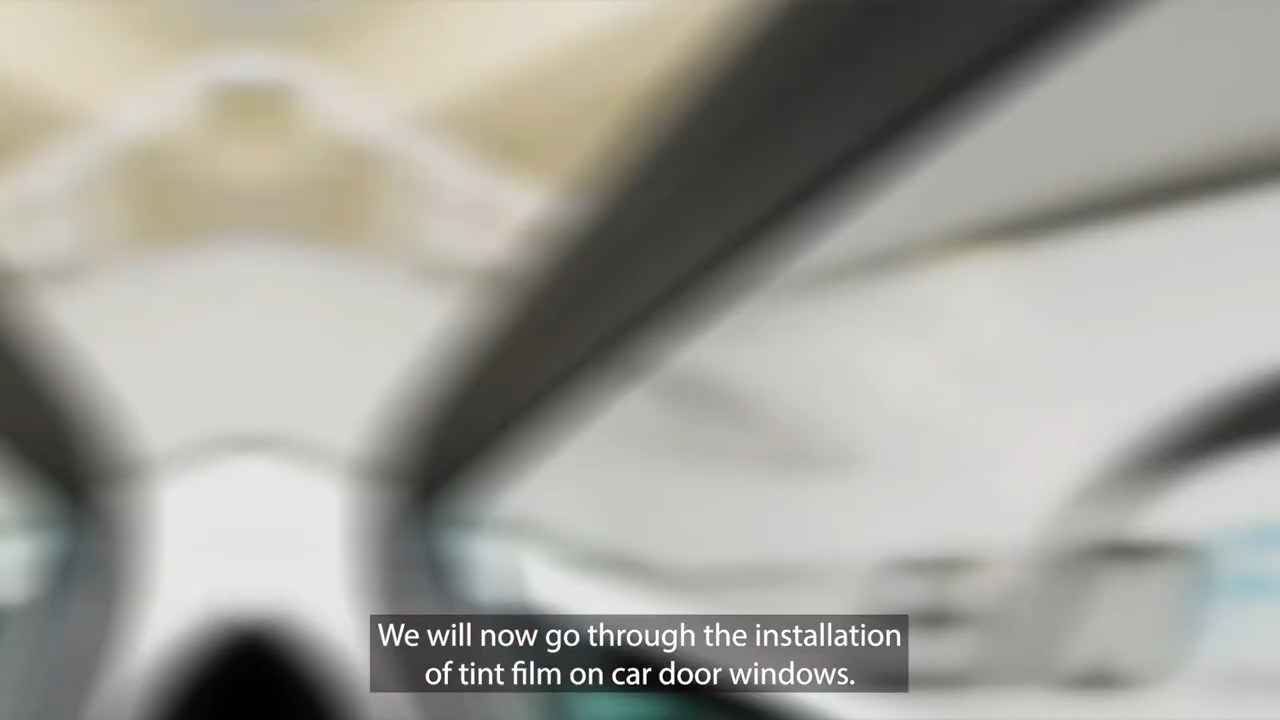 We will now go through the installation
of tint film on car door windows.